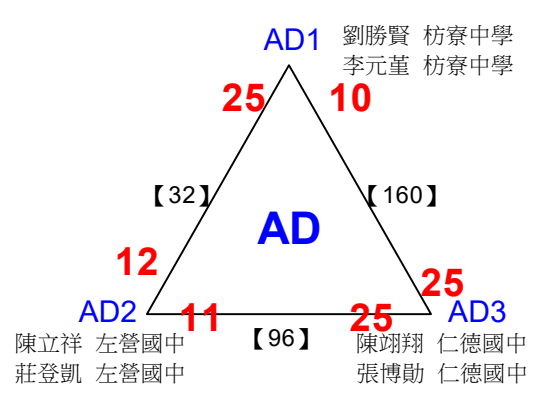 AD1
劉勝賢 枋寮中學
李元堇 枋寮中學
25
10
【32】
【160】
AD
12
25
AD2
11
25
AD3
【96】
陳立祥 左營國中
莊登凱 左營國中
陳翊翔 仁德國中
張博勛 仁德國中